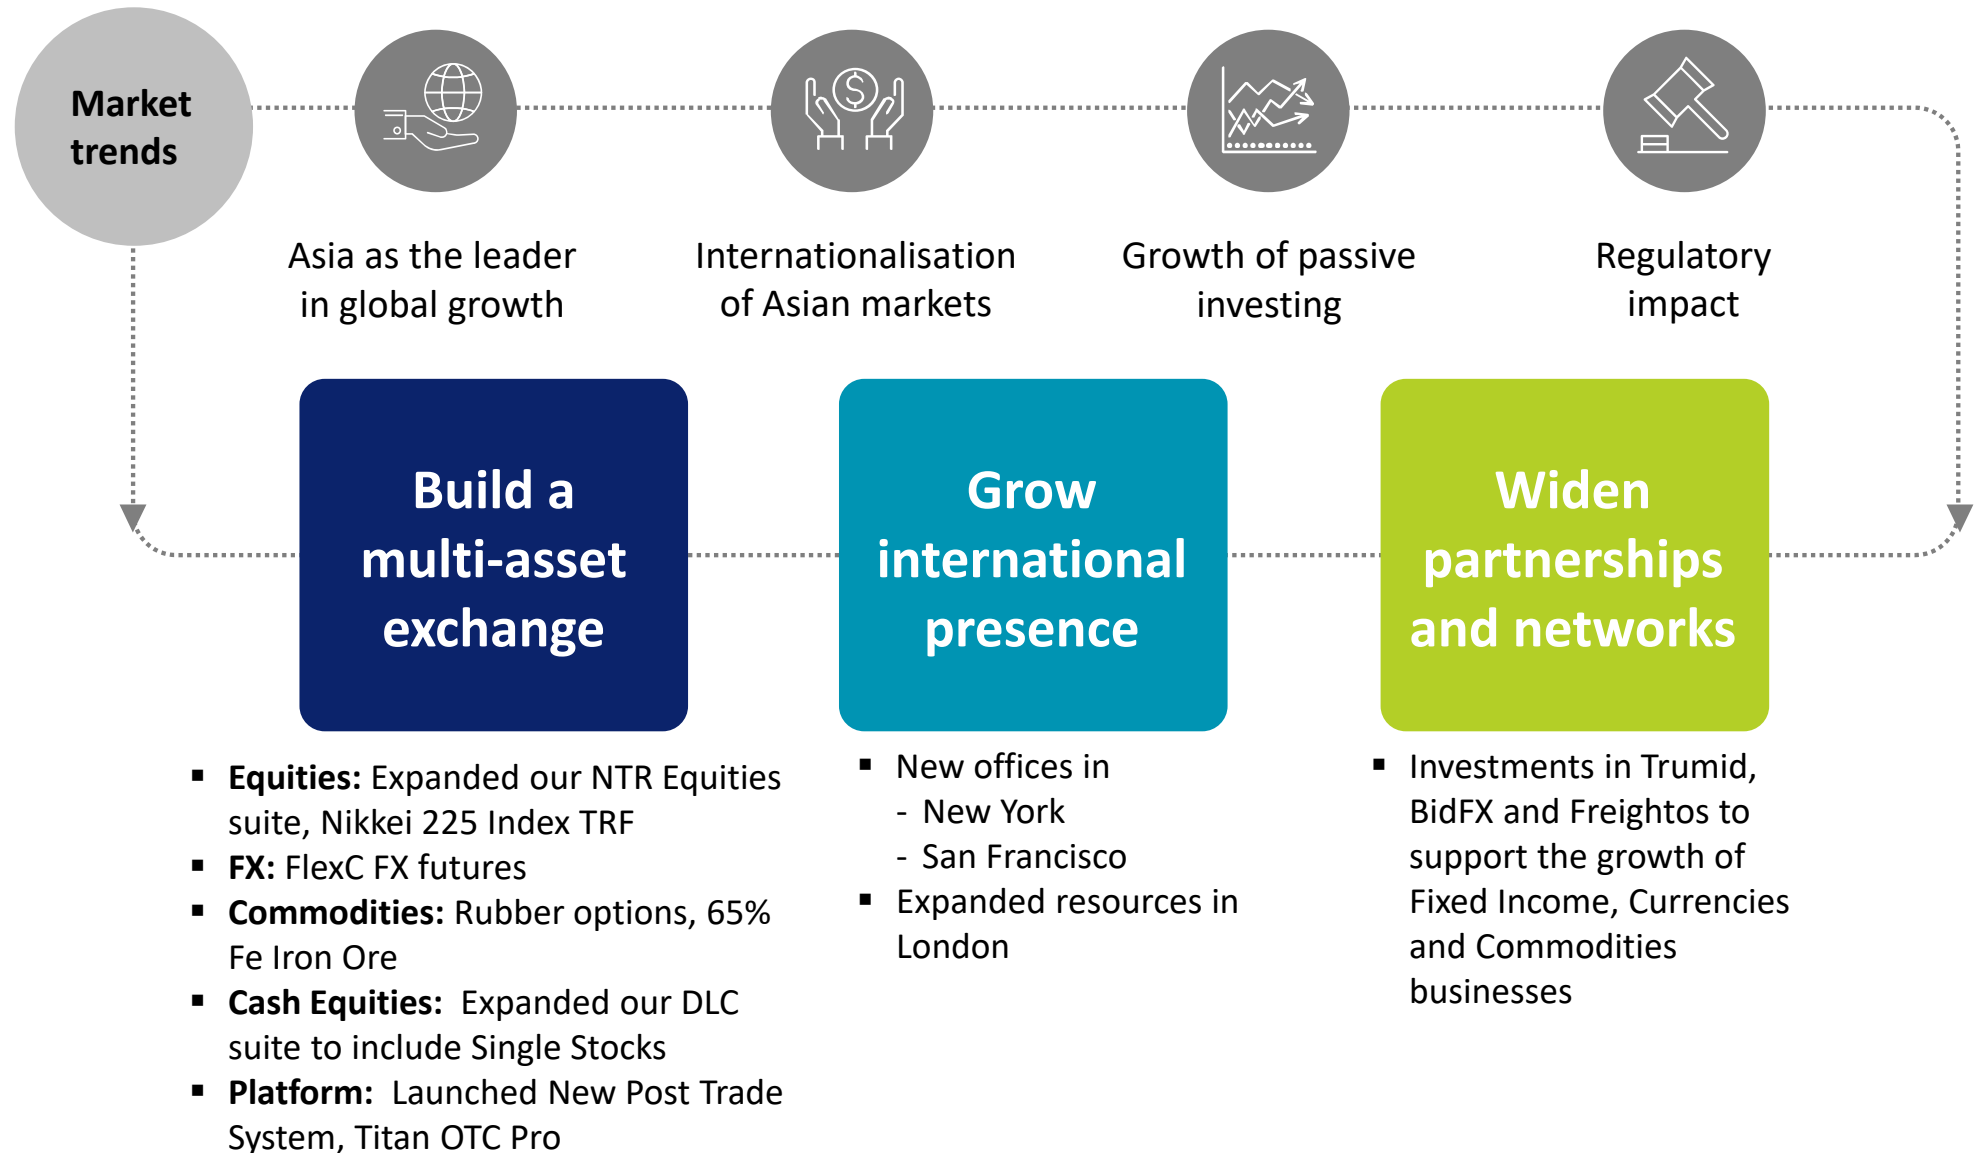 Market
trends
Asia as the leader
in global growth
Internationalisation
of Asian markets
Growth of passive
investing
Regulatory
impact
Build a
multi-asset
exchange
Grow
international
presence
Widen
partnerships
and networks
▪ Equities: Expanded our NTR Equities
suite, Nikkei 225 Index TRF
▪ FX: FlexC FX futures
▪ Commodities: Rubber options, 65%
Fe Iron Ore
▪ Cash Equities: Expanded our DLC
suite to include Single Stocks
▪ Platform: Launched New Post Trade
System, Titan OTC Pro
▪ New offices in
- New York
- San Francisco
▪ Expanded resources in
London
▪ Investments in Trumid,
BidFX and Freightos to
support the growth of
Fixed Income, Currencies
and Commodities
businesses